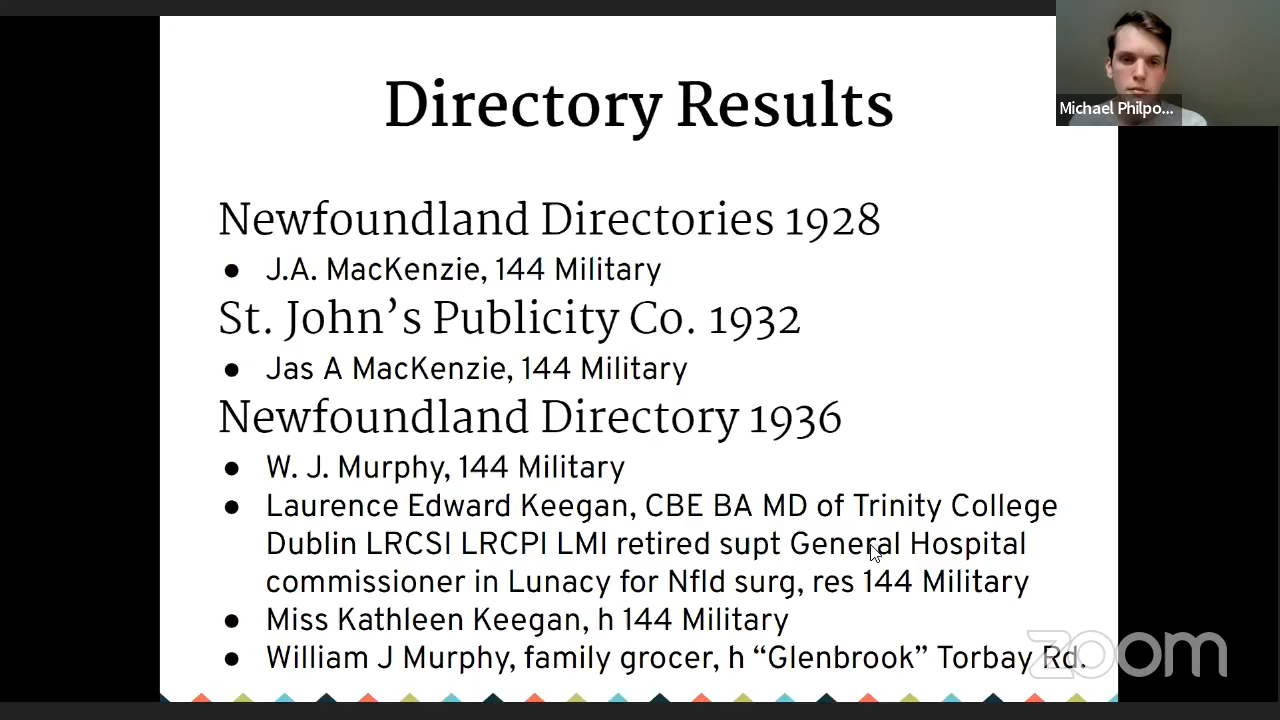 Directory Results
Michael Philpo...
Newfoundland Directories 1928
● J.A. MacKenzie, 144 Military
St. John’s Publicity Co. 1932
● Jas A MacKenzie, 144 Military
Newfoundland Directory 1936
● W. J. Murphy, 144 Military
● Laurence Edward Keegan, CBE BA MD of Trinity College
Dublin LRCSI LRCPI LMI retired supt General Hospital
commissioner in Lunacy for Nfld surg, res 144 Military
● Miss Kathleen Keegan, h 144 Military
● William J Murphy, family grocer, h “Glenbrook” Torbay Rd.
zoom